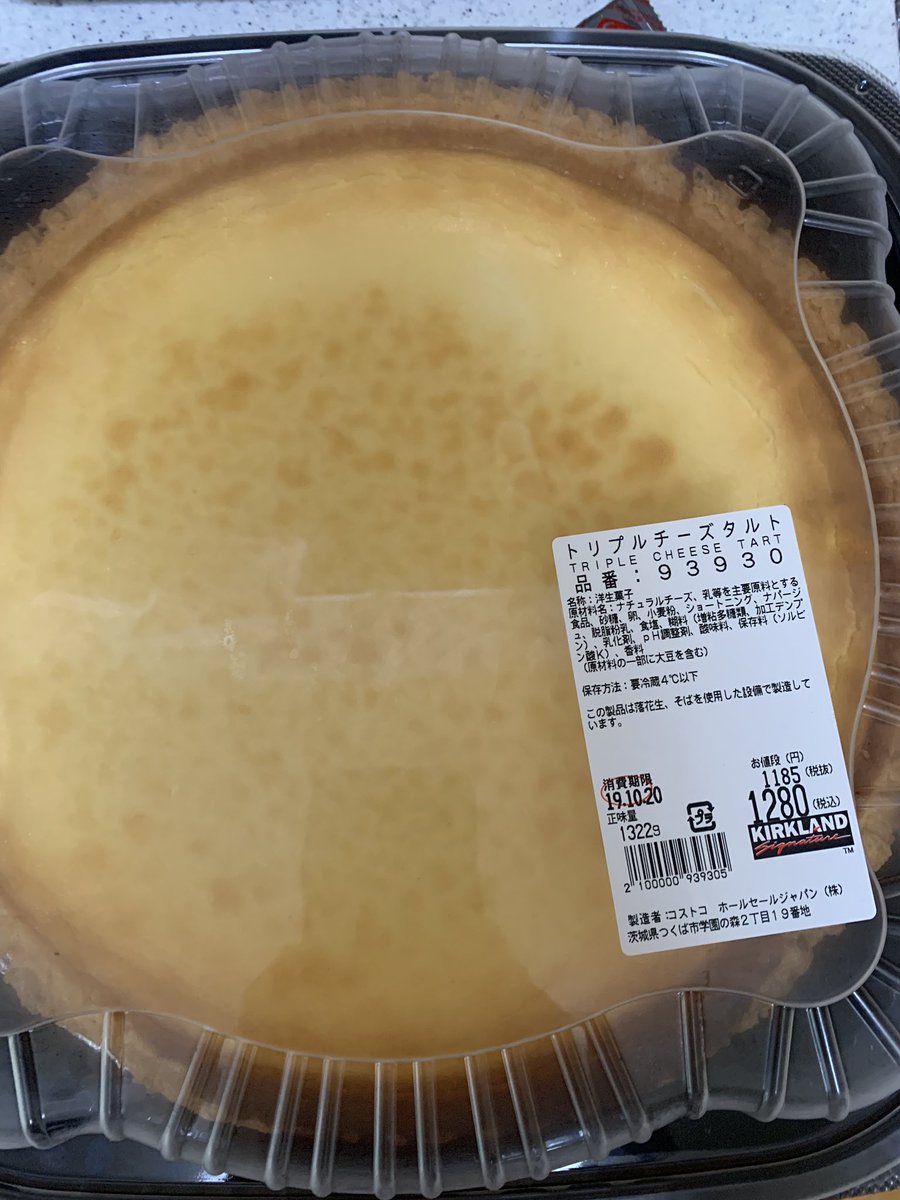 トリプルチーズタルト
TRIPLE CHEESE TART
品番:93930
名称:洋生菓子
原材料名:ナチュラルチーズ、乳等を主要原料とする
食品、砂糖、卵、小麦粉、ショートニング、ナパージ
ュ、脱脂粉乳、食塩、糊料(増粘多糖類、加工デンプ
ン)、乳化剤、pH調整剤、酸味料、保存料(ソルビ
ン酸K)、香料
(原材料の一部に大豆を含む)
保存方法:要冷蔵4℃以下
この製品は落花生、そばを使用した設備で製造して
います。
消費期限
19.10.20
正味量
1322g
プラ
お値段(円)
1185(税抜)
1280(税込)
KIRKLAND
Signature
TM
2 100000 939305
製造者:コストコ ホールセールジャパン(株)
茨城県つくば市学園の森2丁目19番地